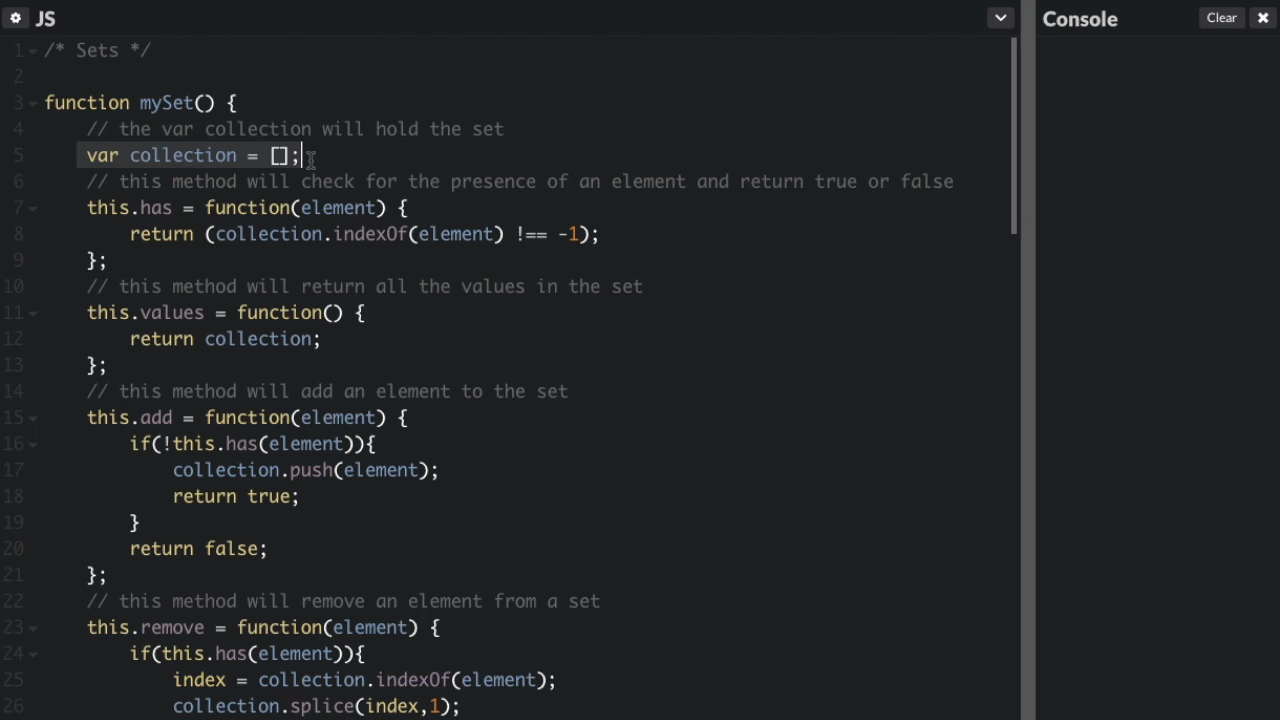 JS
Console
Clear
1 /* Sets */
2
3 function mySet() {
4 // the var collection will hold the set
5 var collection = [];
6 // this method will check for the presence of an element and return true or false
7 this.has = function(element) {
8 return (collection.indexOf(element) !== -1);
9 };
10 // this method will return all the values in the set
11 this.values = function() {
12 return collection;
13 };
14 // this method will add an element to the set
15 this.add = function(element) {
16 if(!this.has(element)){
17 collection.push(element);
18 return true;
19 }
20 return false;
21 };
22 // this method will remove an element from a set
23 this.remove = function(element) {
24 if(this.has(element)){
25 index = collection.indexOf(element);
26 collection.splice(index,1);